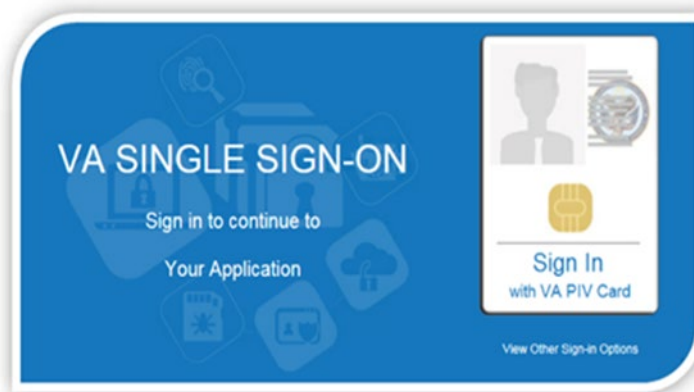 VA SINGLE SIGN-ON
Sign in to continue to
Your Application
Sign In
with VA PIV Card
View Other Sign-in Options